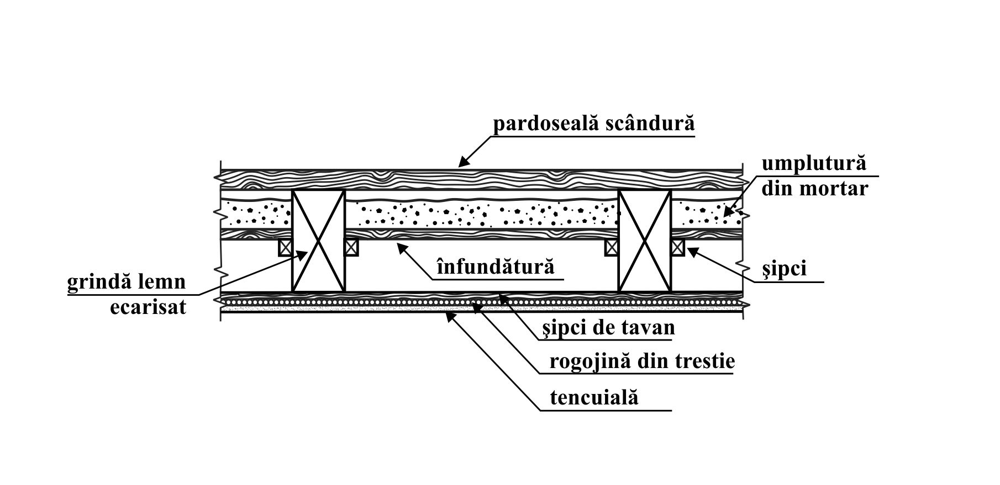 pardoseală scândură
umplutură
din mortar
înfundătură
şipci
grindă lemn
ecarisat
şipci de tavan
rogojină din trestie
tencuială